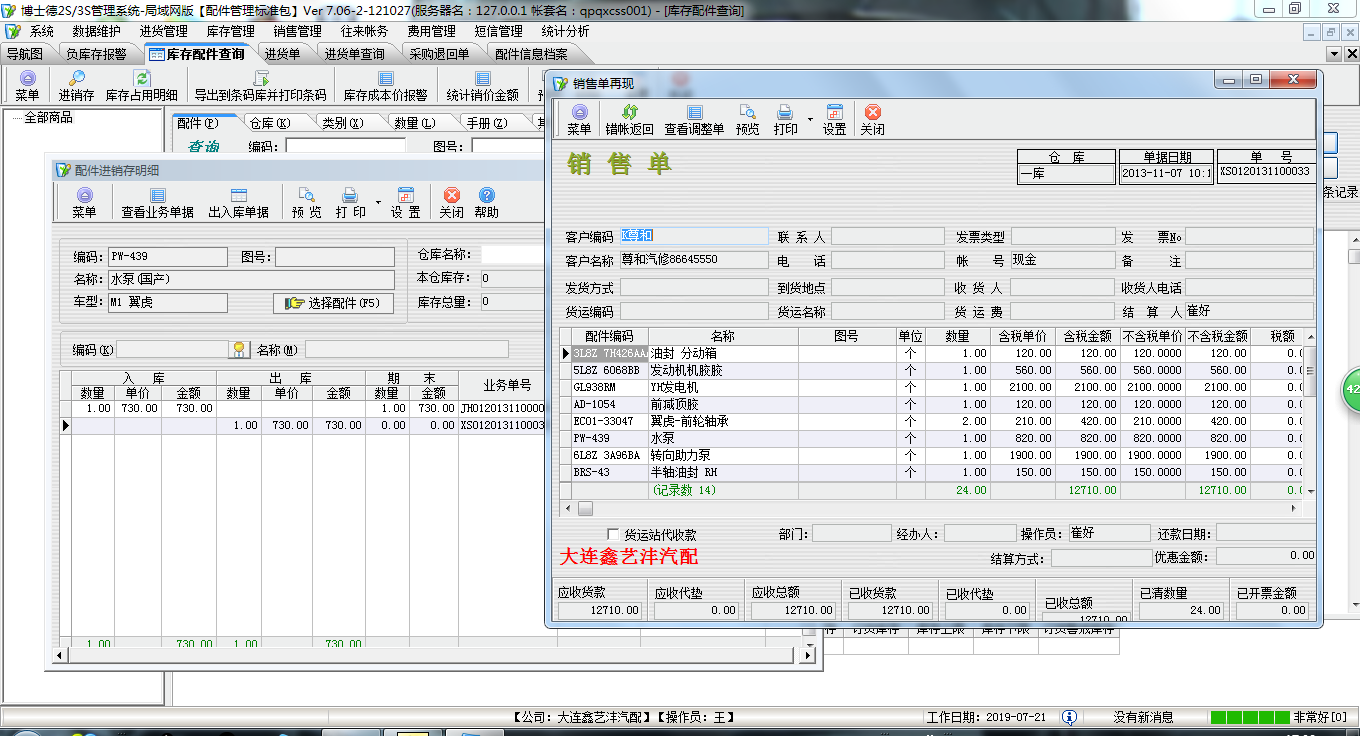 博士德2S/3S管理系统-局域网版【配件管理标准包】Ver 7.06-2-121027(服务器名：127.0.0.1 帐套名：qpqxcss001) - [库存配件查询]
系统 数据维护 进货管理 库存管理 销售管理 往来帐务 费用管理 短信管理 统计分析
导航图 负库存报警 库存配件查询 进货单 进货单查询 采购退回单 配件信息档案
菜单 进销存 库存占用明细 导出到条码库并打印条码 库存成本价报警 统计销价金额
全部商品
配件(P) 仓库(K) 类别(X) 数量(L) 手册(Z)
查询 编码: 图号:
条记录
配件进销存明细
菜单 查看业务单据 出入库单据 预 览 打 印 设 置 关闭 帮助
编码: PW-439 图号: 仓库名称:
名称: 水泵(国产) 本仓库存: 0
车型: M1 翼虎 选择配件(F5) 库存总量: 0
编码(K) 名称(M)
入 库 出 库 期 末 业务单号
数量 单价 金额 数量 单价 金额 数量 金额
1.00 730.00 730.00 1.00 730.00 JH012013110000
1.00 730.00 730.00 0.00 0.00 XS012013110000
1.00 730.00 1.00 730.00
销售单再现
菜单 错帐返回 查看调整单 预览 打印 设置 关闭
销 售 单
仓 库 单据日期 单 号
一库 2013-11-07 10:1 XS0120131100033
客户编码 K尊和 联 系 人 发票类型 发 票No
客户名称 尊和汽修86645550 电 话 帐 号 现金 备 注
发货方式 到货地点 收 货 人 收货人电话
货运编码 货运名称 货 运 费 结 算 人 崔好
配件编码 名称 图号 单位 数量 含税单价 含税金额 不含税单价 不含税金额 税额
3L8Z 7H426AA 油封 分动箱 个 1.00 120.00 120.00 120.0000 120.00 0.0
5L8Z 6068BB 发动机机胶胶 个 1.00 560.00 560.00 560.0000 560.00 0.0
GL938RM YH发电机 个 1.00 2100.00 2100.00 2100.0000 2100.00 0.0
AD-1054 前减顶胶 个 1.00 120.00 120.00 120.0000 120.00 0.0
EC01-33047 翼虎-前轮轴承 个 2.00 210.00 420.00 210.0000 420.00 0.0
PW-439 水泵 个 1.00 820.00 820.00 820.0000 820.00 0.0
6L8Z 3A96BA 转向助力泵 个 1.00 1900.00 1900.00 1900.0000 1900.00 0.0
BRS-43 半轴油封 RH 个 1.00 150.00 150.00 150.0000 150.00 0.0
(记录数 14) 24.00 12710.00 12710.00 0.0
货运站代收款 部门: 经办人: 操作员: 崔好 还款日期:
大连鑫艺沣汽配 结算方式: 优惠金额: 0.00
应收货款 应收代垫 应收总额 已收货款 已收代垫 已收总额 已清数量 已开票金额
12710.00 0.00 12710.00 12710.00 0.00 12710.00 24.00 0.00
42
【公司：大连鑫艺沣汽配】【操作员：王】 工作日期：2019-07-21 没有新消息 非常好[0]